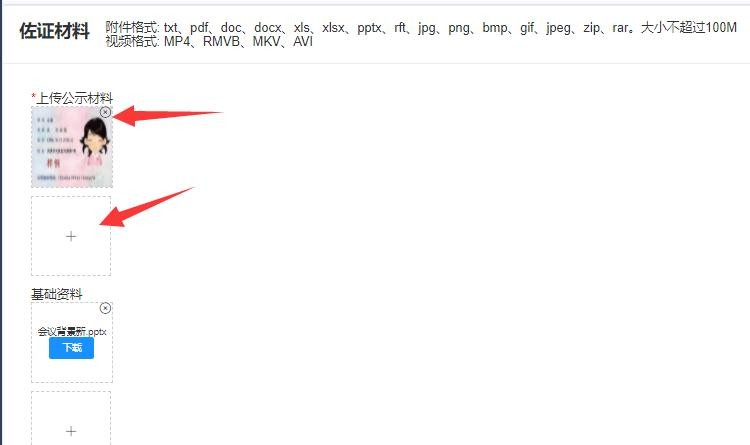 佐证材料
附件格式: txt、pdf、doc、docx、xls、xlsx、pptx、rft、jpg、png、bmp、gif、jpeg、zip、rar。大小不超过100M
视频格式: MP4、RMVB、MKV、AVI
*上传公示材料
基础资料
会议背景新.pptx
下载